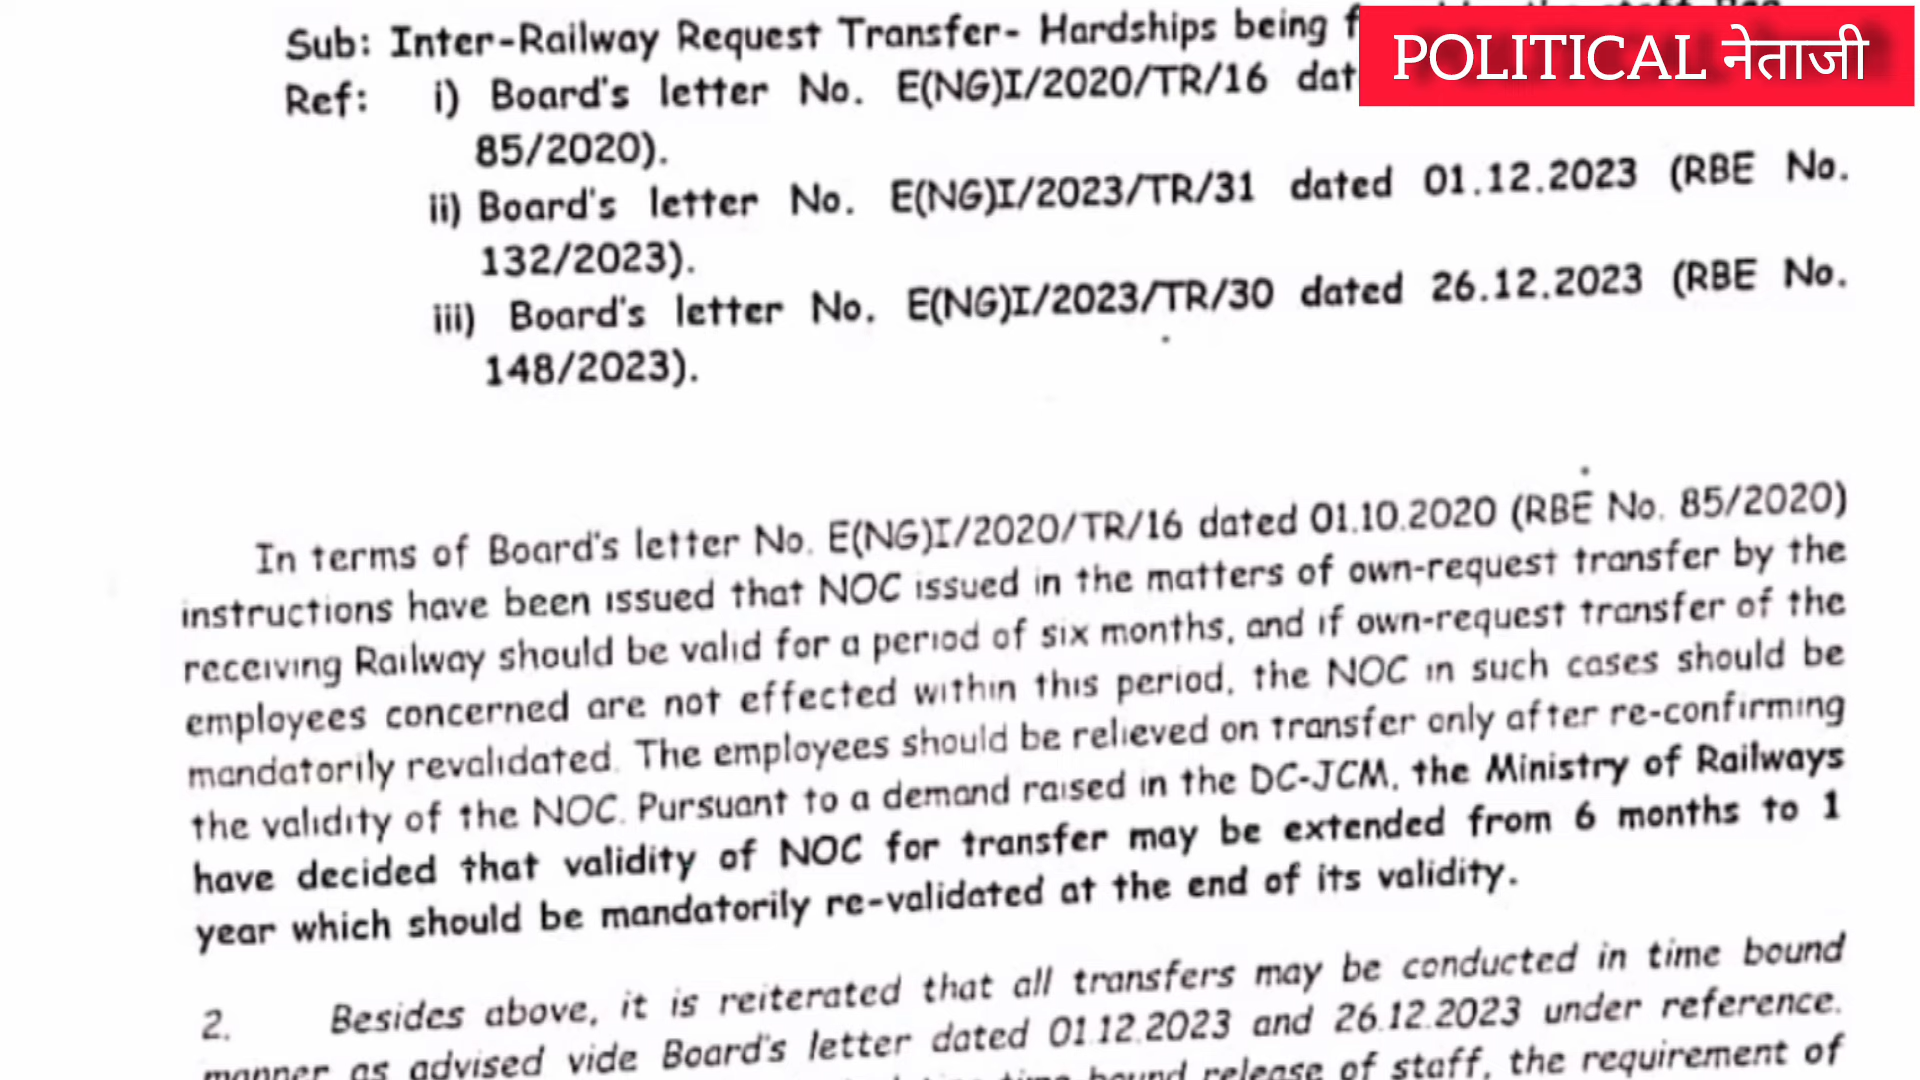 Sub: Inter-Railway Request Transfer- Hardships being
POLITICAL नेताजी
Ref: i) Board's letter No. E(NG)I/2020/TR/16
85/2020).
ii) Board's letter No. E(NG)I/2023/TR/31 dated 01.12.2023 (RBE No.
132/2023).
iii) Board's letter No. E(NG)I/2023/TR/30 dated 26.12.2023 (RBE No.
148/2023).
In terms of Board's letter No. E(NG)I/2020/TR/16 dated 01.10.2020 (RBE No. 85/2020)
instructions have been issued that NOC issued in the matters of own-request transfer by the
receiving Railway should be valid for a period of six months, and if own-request transfer of the
employees concerned are not effected within this period, the NOC in such cases should be
mandatorily revalidated. The employees should be relieved on transfer only after re-confirming
the validity of the NOC. Pursuant to a demand raised in the DC-JCM, the Ministry of Railways
have decided that validity of NOC for transfer may be extended from 6 months to 1
year which should be mandatorily re-validated at the end of its validity.
2. Besides above, it is reiterated that all transfers may be conducted in time bound
manner as advised vide Board's letter dated 01.12.2023 and 26.12.2023 under reference.
time bound release of staff, the requirement of